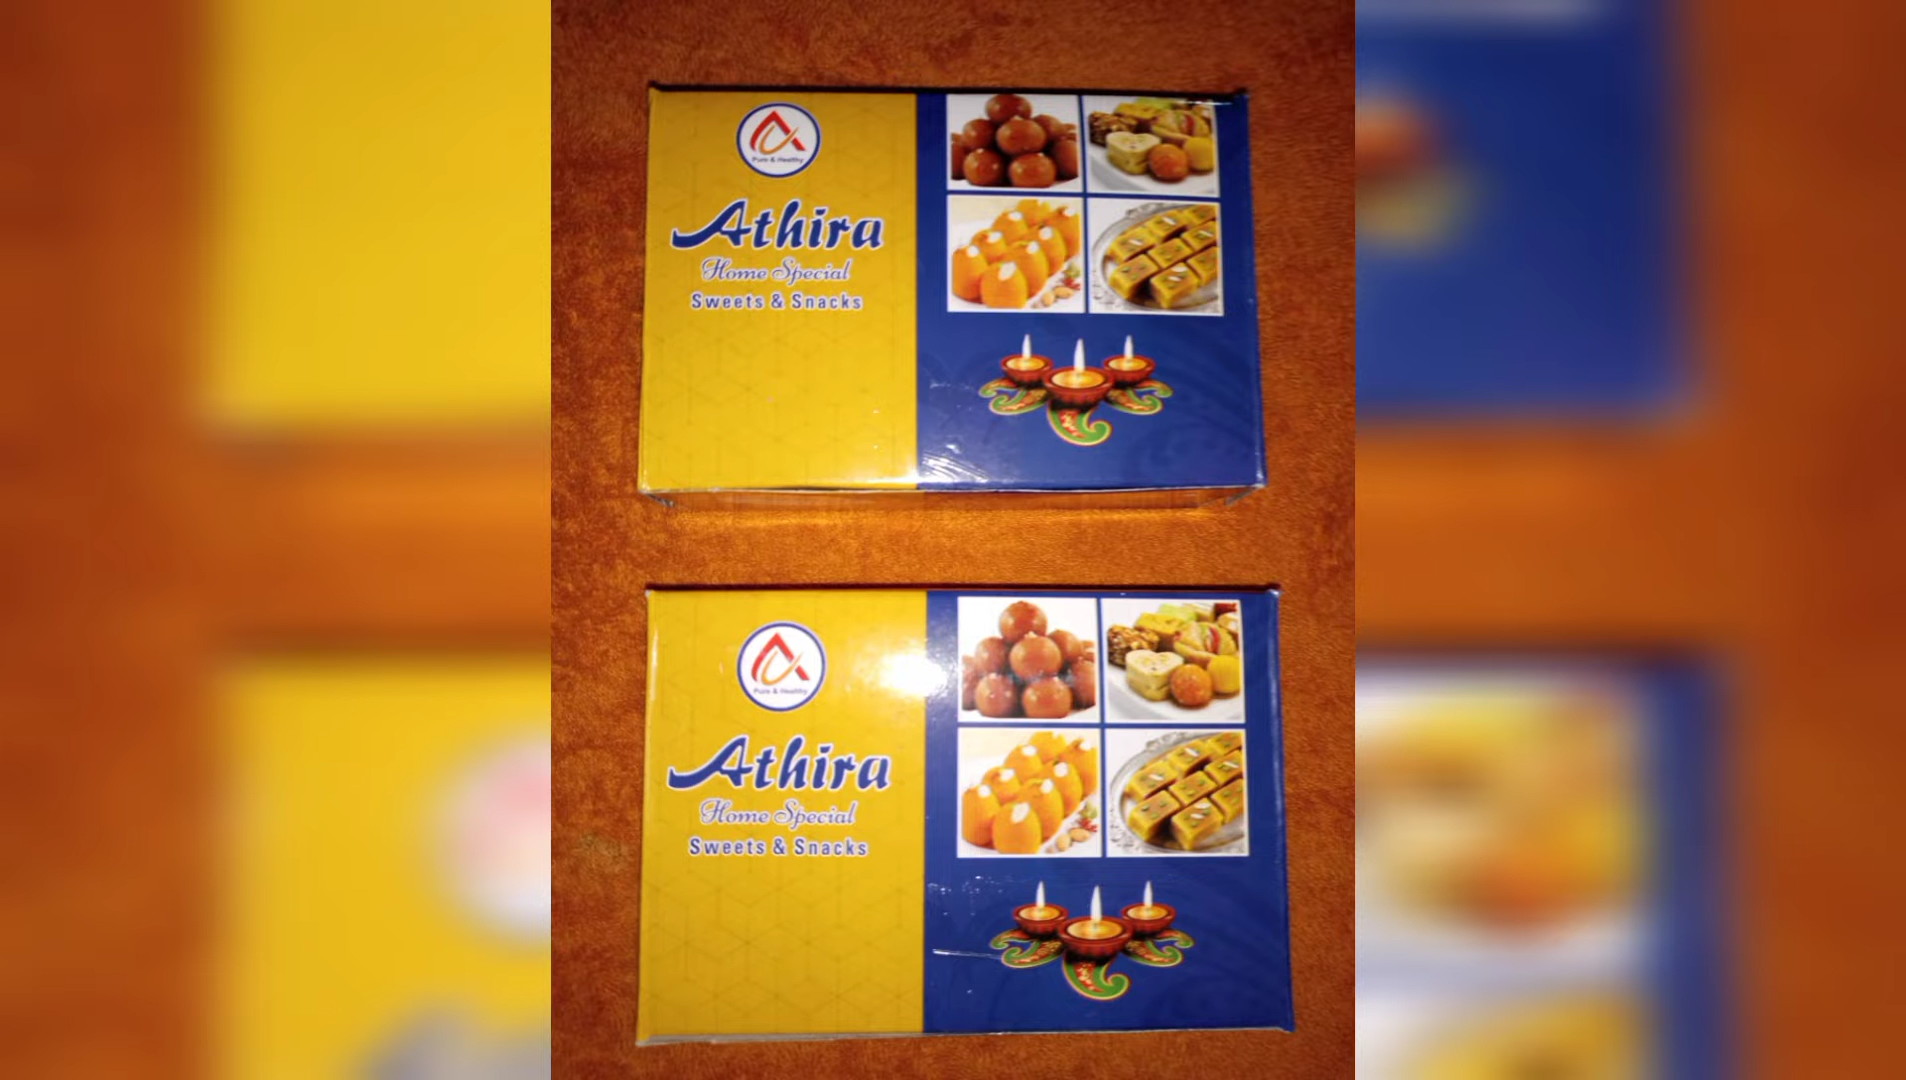 Pure & Healthy
Athira
Home Special
Sweets & Snacks
Pure & Healthy
Athira
Home Special
Sweets & Snacks